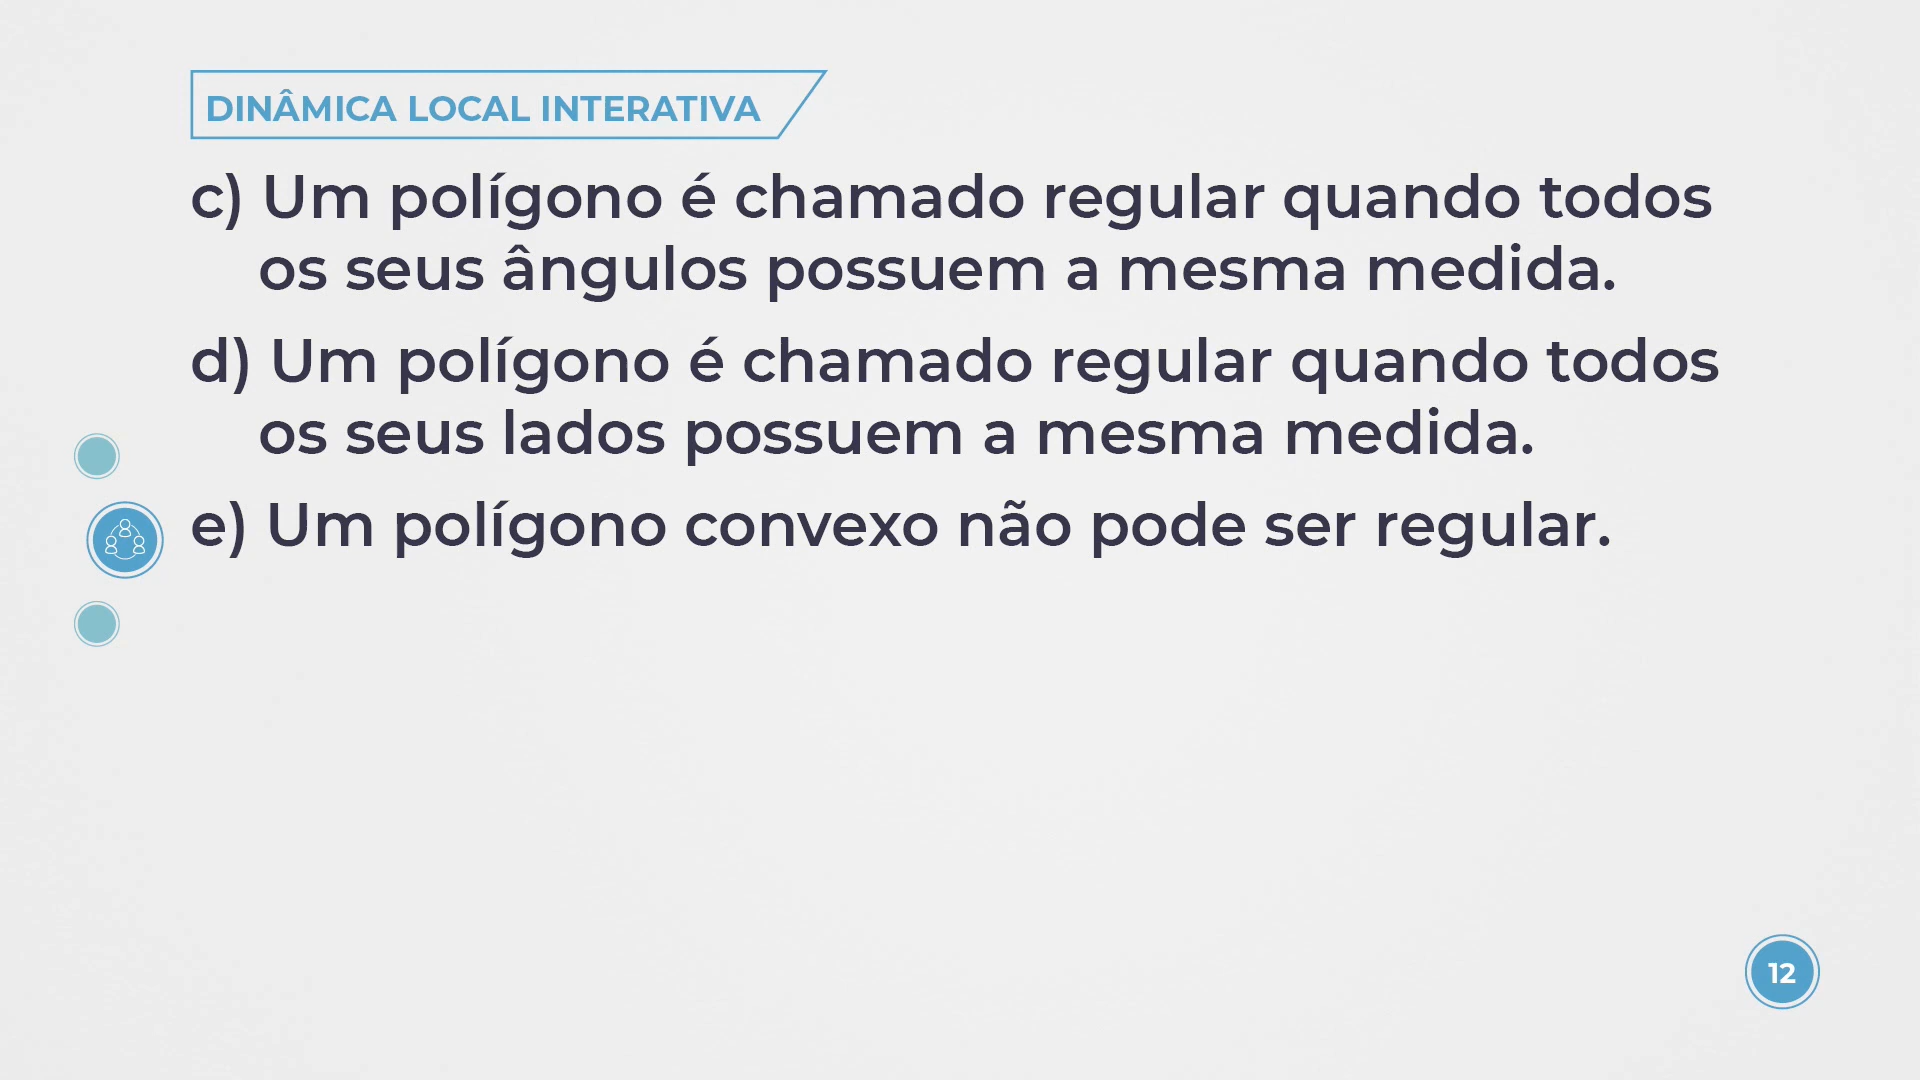 DINÂMICA LOCAL INTERATIVA
c) Um polígono é chamado regular quando todos
os seus ângulos possuem a mesma medida.
d) Um polígono é chamado regular quando todos
os seus lados possuem a mesma medida.
e) Um polígono convexo não pode ser regular.
12